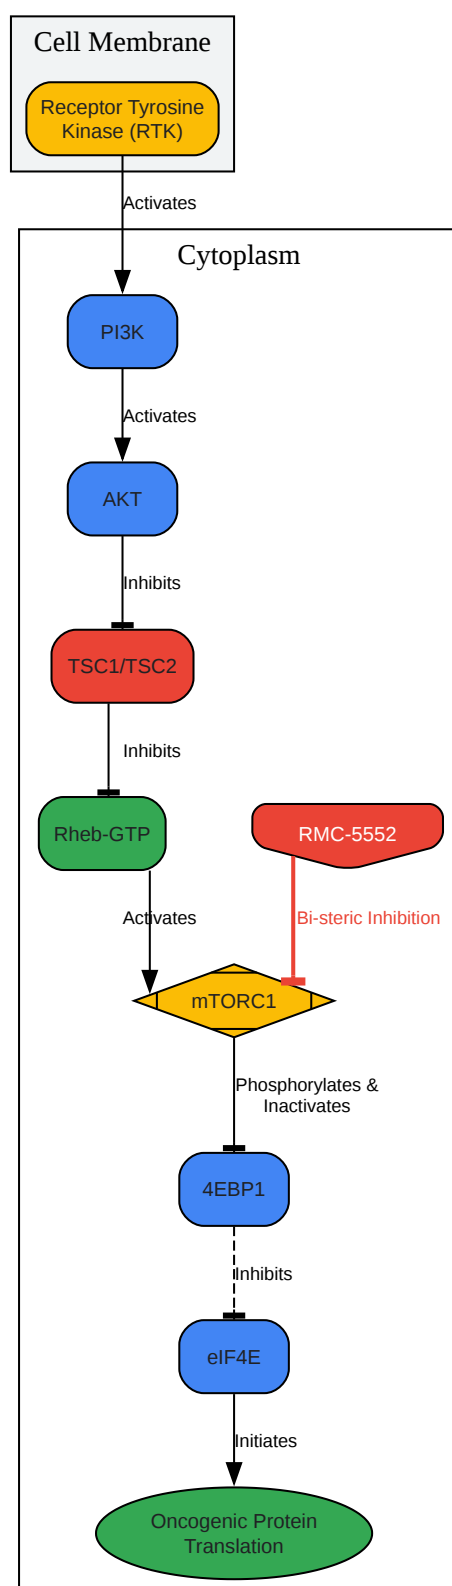 Cell Membrane
Receptor Tyrosine
Kinase (RTK)
Activates
Cytoplasm
PI3K
Activates
AKT
Inhibits
TSC1/TSC2
Inhibits
Rheb-GTP
RMC-5552
Activates
Bi-steric Inhibition
mTORC1
Phosphorylates &
Inactivates
4EBP1
Inhibits
eIF4E
Initiates
Oncogenic Protein
Translation